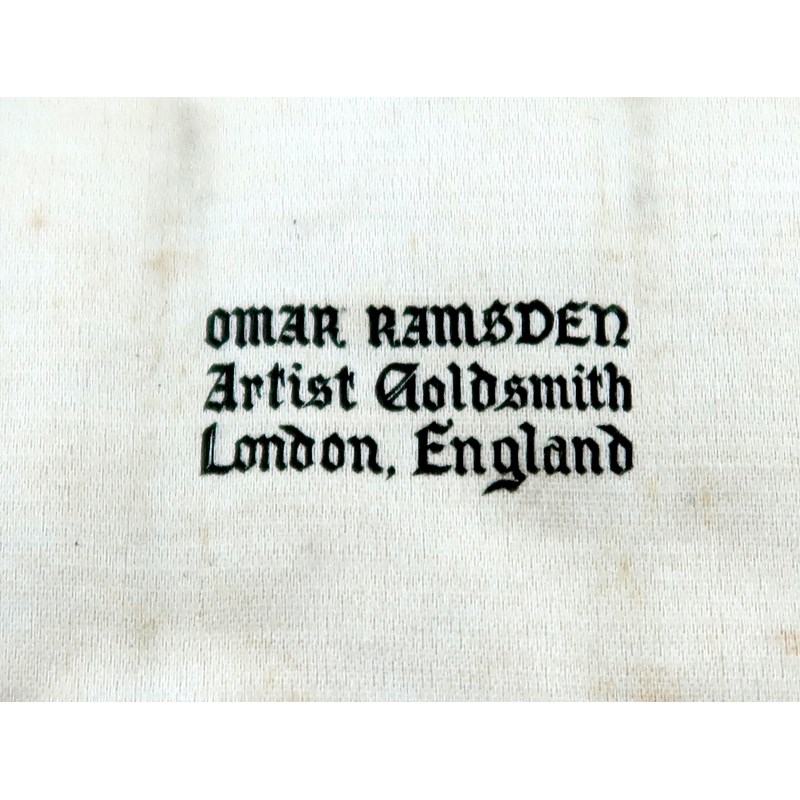 OMAR RAMSDEN
Artist Goldsmith
London, England